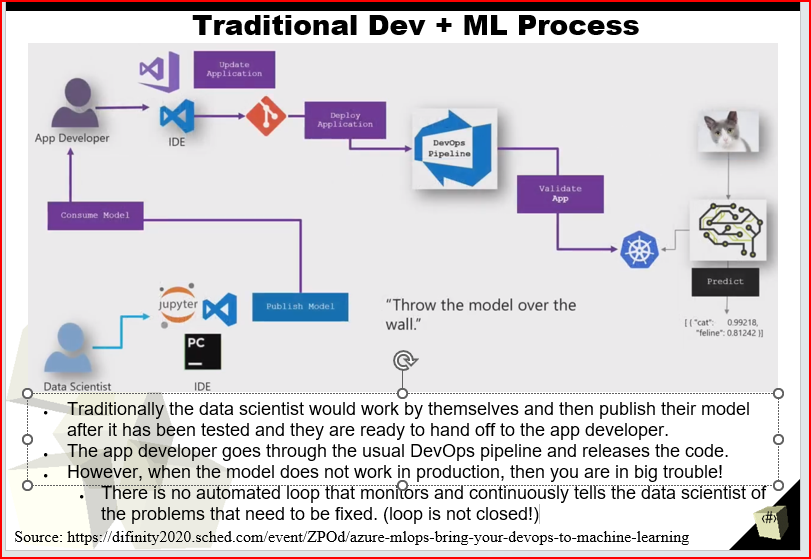 Traditional Dev + ML Process
Update
Application
App Developer
IDE
Deploy
Application
DevOps
Pipeline
Validate
App
Consume Model
jupyter
Publish Model
"Throw the model over the
wall."
Predict
[ { "cat": 0.99218,
"feline": 0.81242 }]
PC
Data Scientist
IDE
• Traditionally the data scientist would work by themselves and then publish their model
after it has been tested and they are ready to hand off to the app developer.
• The app developer goes through the usual DevOps pipeline and releases the code.
• However, when the model does not work in production, then you are in big trouble!
• There is no automated loop that monitors and continuously tells the data scientist of
the problems that need to be fixed. (loop is not closed!)
Source: https://difinity2020.sched.com/event/ZPOd/azure-mlops-bring-your-devops-to-machine-learning
‹#›